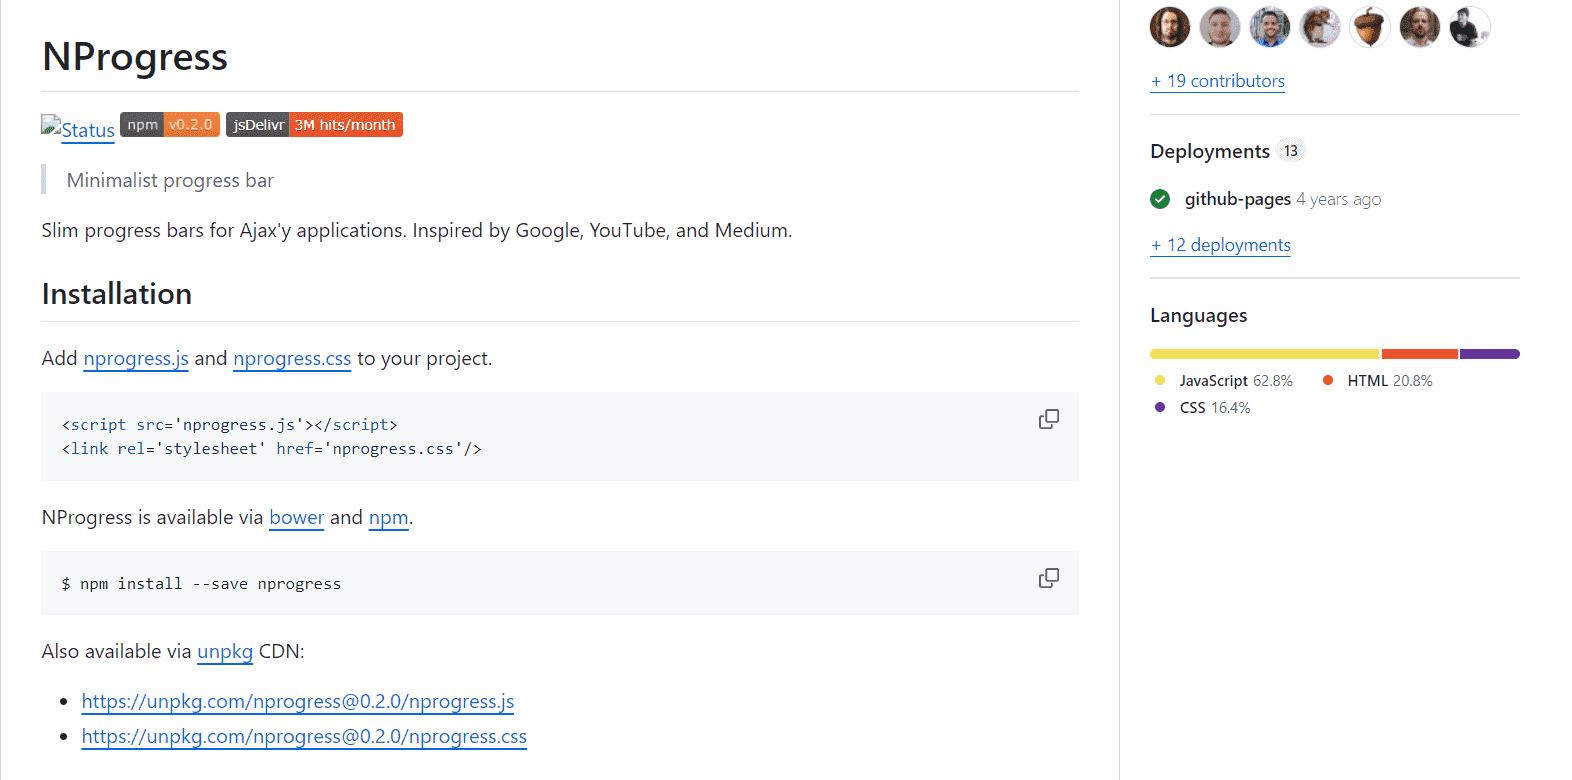 NProgress
Status npm v0.2.0 jsDelivr 3M hits/month
Minimalist progress bar
Slim progress bars for Ajax'y applications. Inspired by Google, YouTube, and Medium.
Installation
Add nprogress.js and nprogress.css to your project.
<script src='nprogress.js'></script>
<link rel='stylesheet' href='nprogress.css'/>
NProgress is available via bower and npm.
$ npm install --save nprogress
Also available via unpkg CDN:
• https://unpkg.com/nprogress@0.2.0/nprogress.js
• https://unpkg.com/nprogress@0.2.0/nprogress.css
+ 19 contributors
Deployments 13
github-pages 4 years ago
+ 12 deployments
Languages
JavaScript 62.8% HTML 20.8%
CSS 16.4%